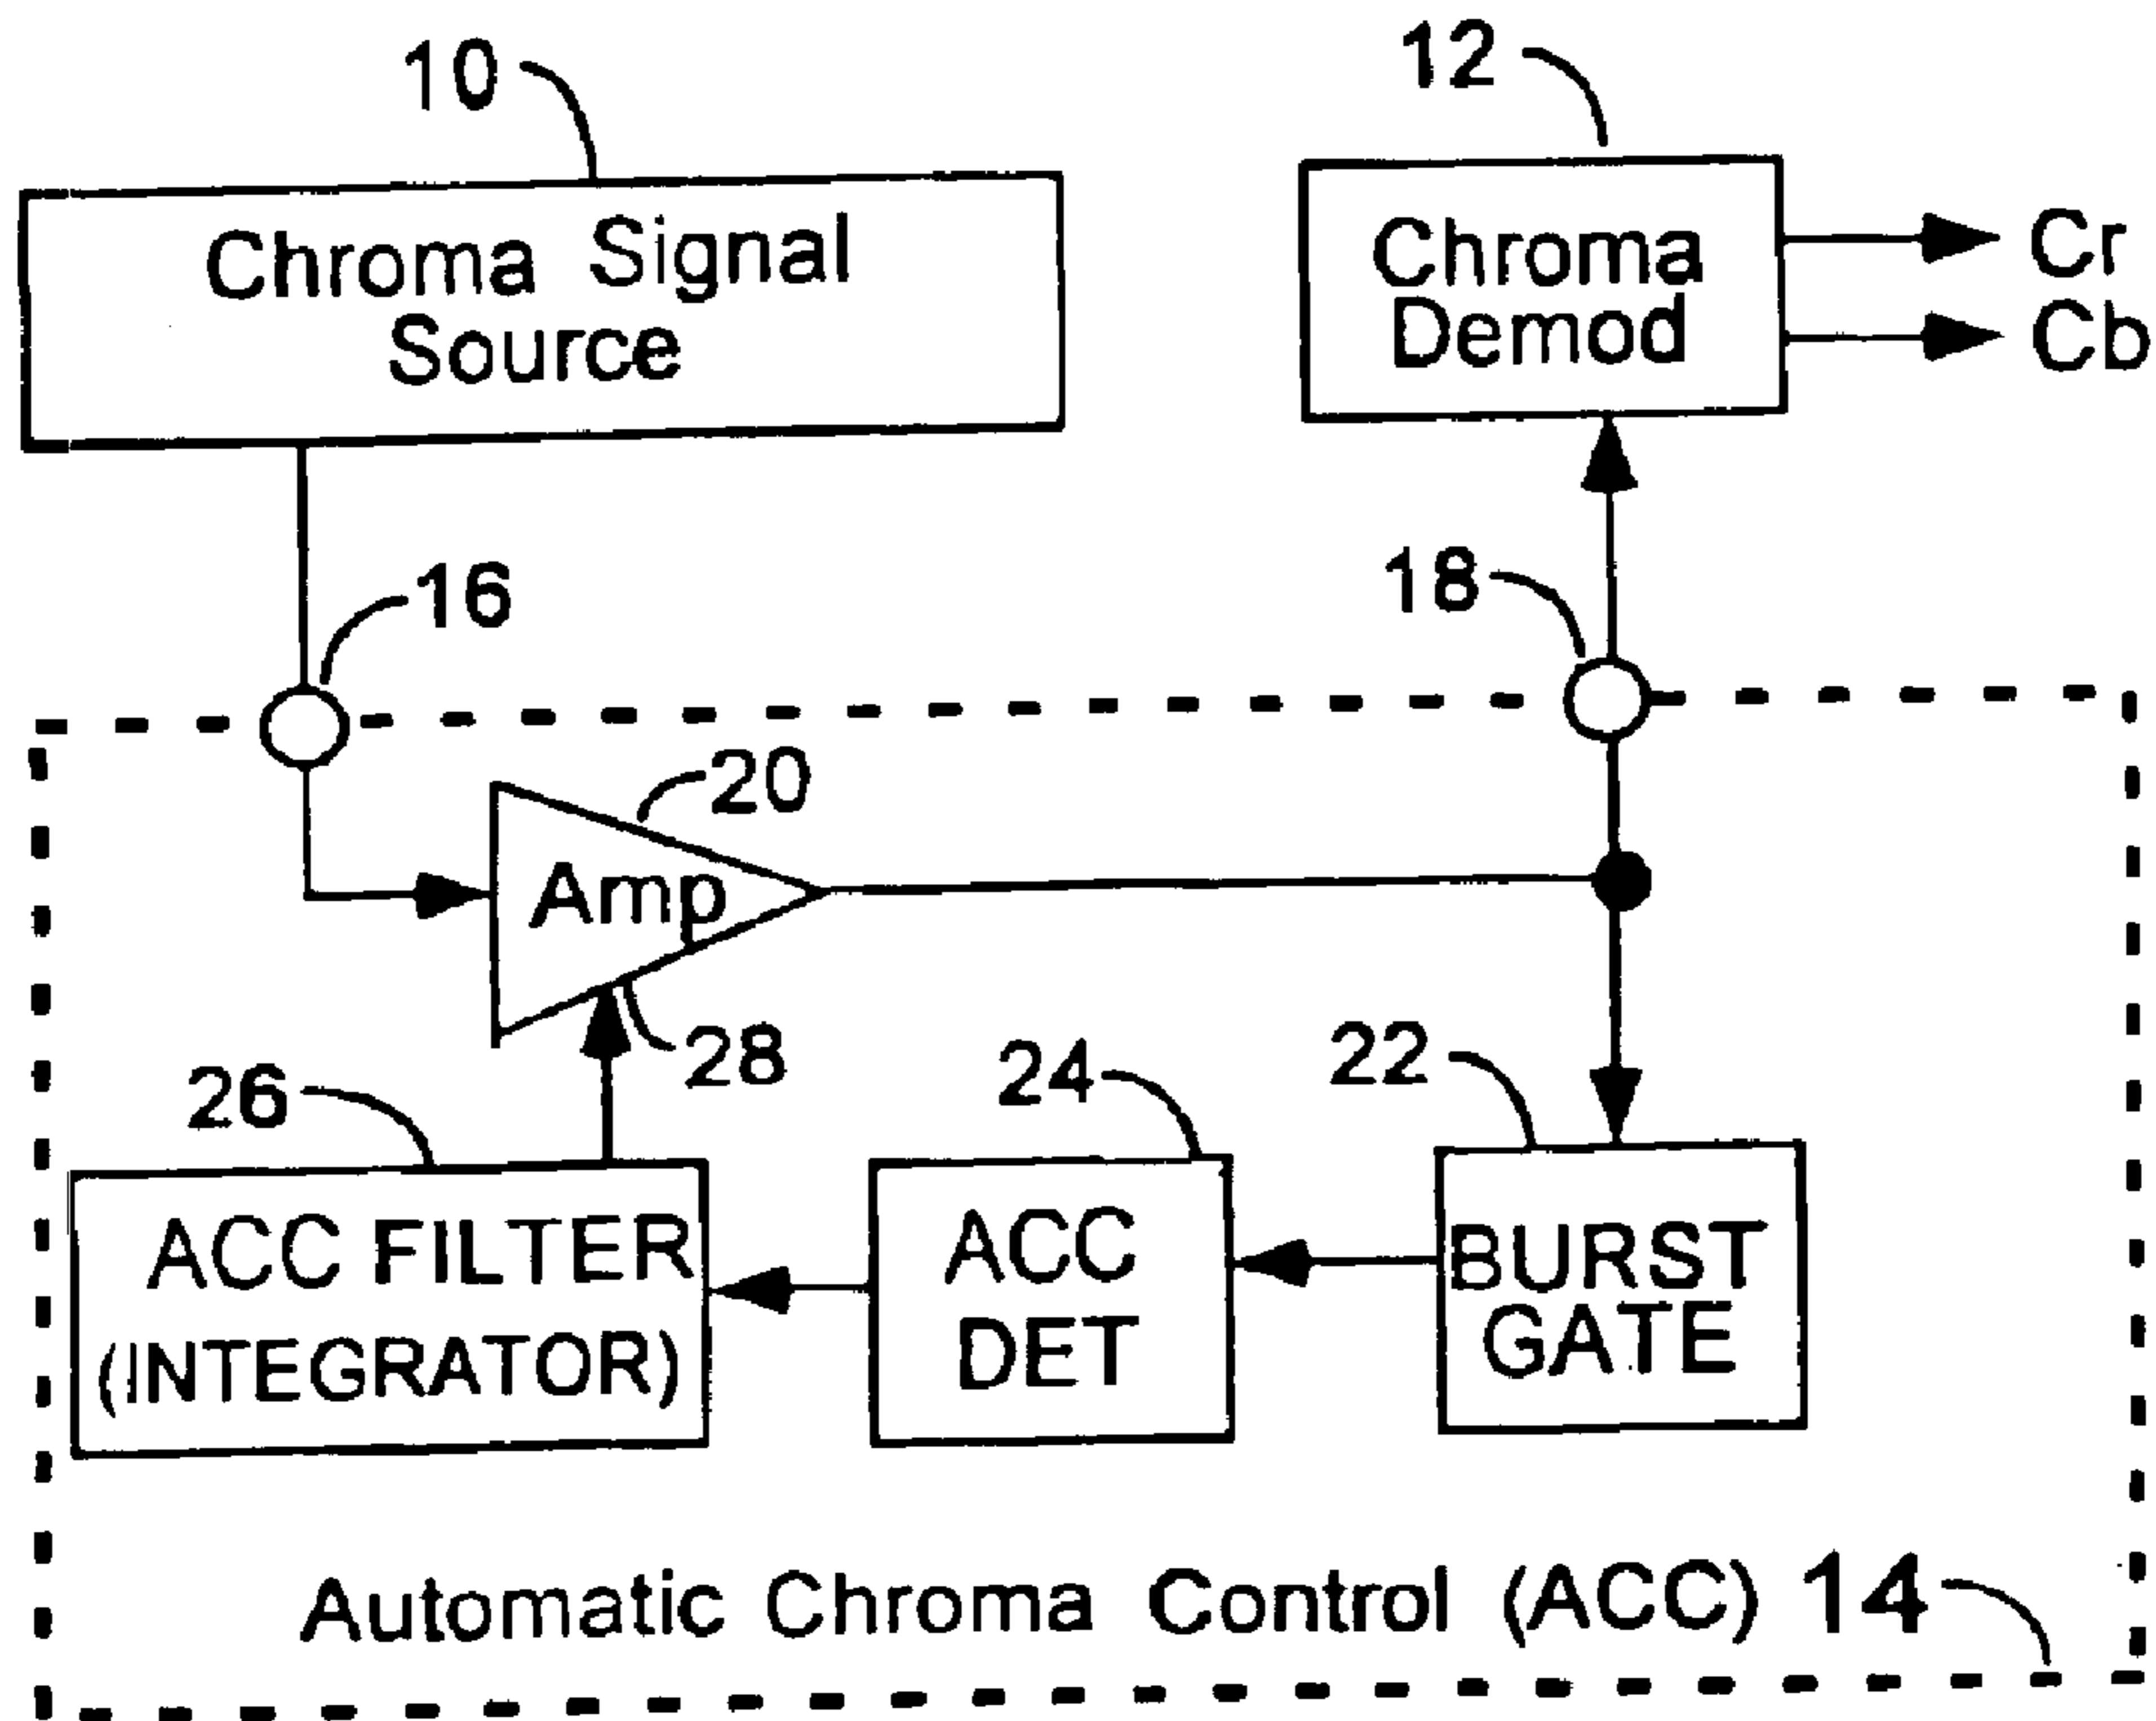 10
12
Chroma Signal
Source
Chroma
Demod
Cr
Cb
16
18
20
Amp
28
26
24
22
ACC FILTER
(INTEGRATOR)
ACC
DET
BURST
GATE
Automatic Chroma Control (ACC) 14